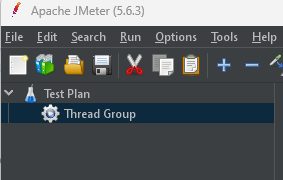 Apache JMeter (5.6.3)
File Edit Search Run Options Tools Help
Test Plan
Thread Group